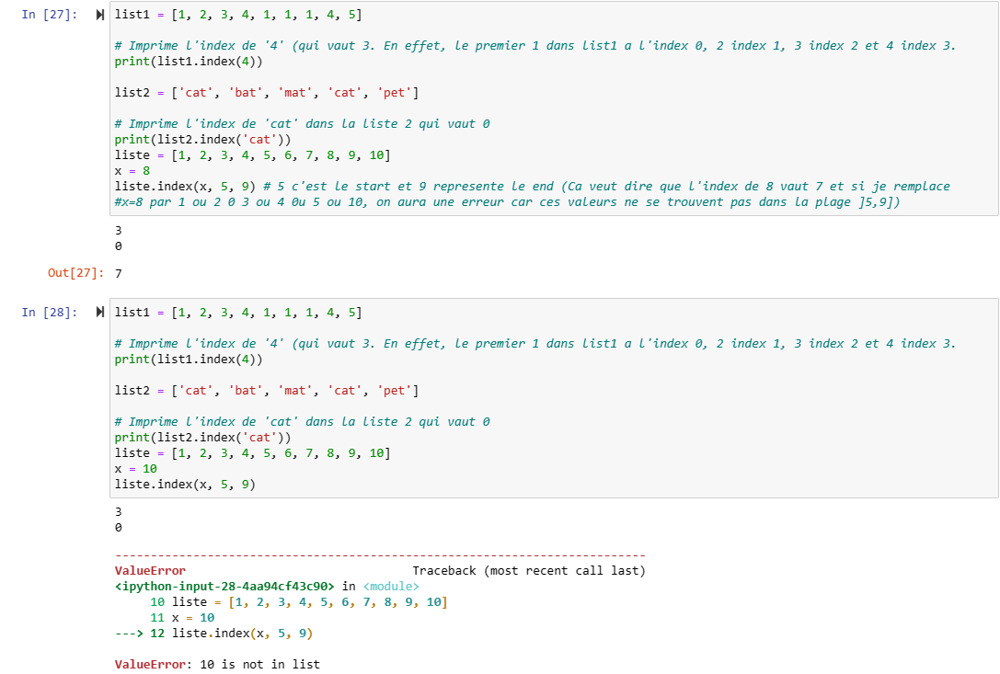 In [27]: list1 = [1, 2, 3, 4, 1, 1, 1, 4, 5]
# Imprime l'index de '4' (qui vaut 3. En effet, le premier 1 dans list1 a l'index 0, 2 index 1, 3 index 2 et 4 index 3.
print(list1.index(4))
list2 = ['cat', 'bat', 'mat', 'cat', 'pet']
# Imprime l'index de 'cat' dans la liste 2 qui vaut 0
print(list2.index('cat'))
liste = [1, 2, 3, 4, 5, 6, 7, 8, 9, 10]
x = 8
liste.index(x, 5, 9) # 5 c'est le start et 9 represente le end (Ca veut dire que l'index de 8 vaut 7 et si je remplace
#x=8 par 1 ou 2 0 3 ou 4 0u 5 ou 10, on aura une erreur car ces valeurs ne se trouvent pas dans la plage ]5,9])
3
0
Out[27]: 7
In [28]: list1 = [1, 2, 3, 4, 1, 1, 1, 4, 5]
# Imprime l'index de '4' (qui vaut 3. En effet, le premier 1 dans list1 a l'index 0, 2 index 1, 3 index 2 et 4 index 3.
print(list1.index(4))
list2 = ['cat', 'bat', 'mat', 'cat', 'pet']
# Imprime l'index de 'cat' dans la liste 2 qui vaut 0
print(list2.index('cat'))
liste = [1, 2, 3, 4, 5, 6, 7, 8, 9, 10]
x = 10
liste.index(x, 5, 9)
3
0
---------------------------------------------------------------------------
ValueError Traceback (most recent call last)
<ipython-input-28-4aa94cf43c90> in <module>
10 liste = [1, 2, 3, 4, 5, 6, 7, 8, 9, 10]
11 x = 10
---> 12 liste.index(x, 5, 9)
ValueError: 10 is not in list